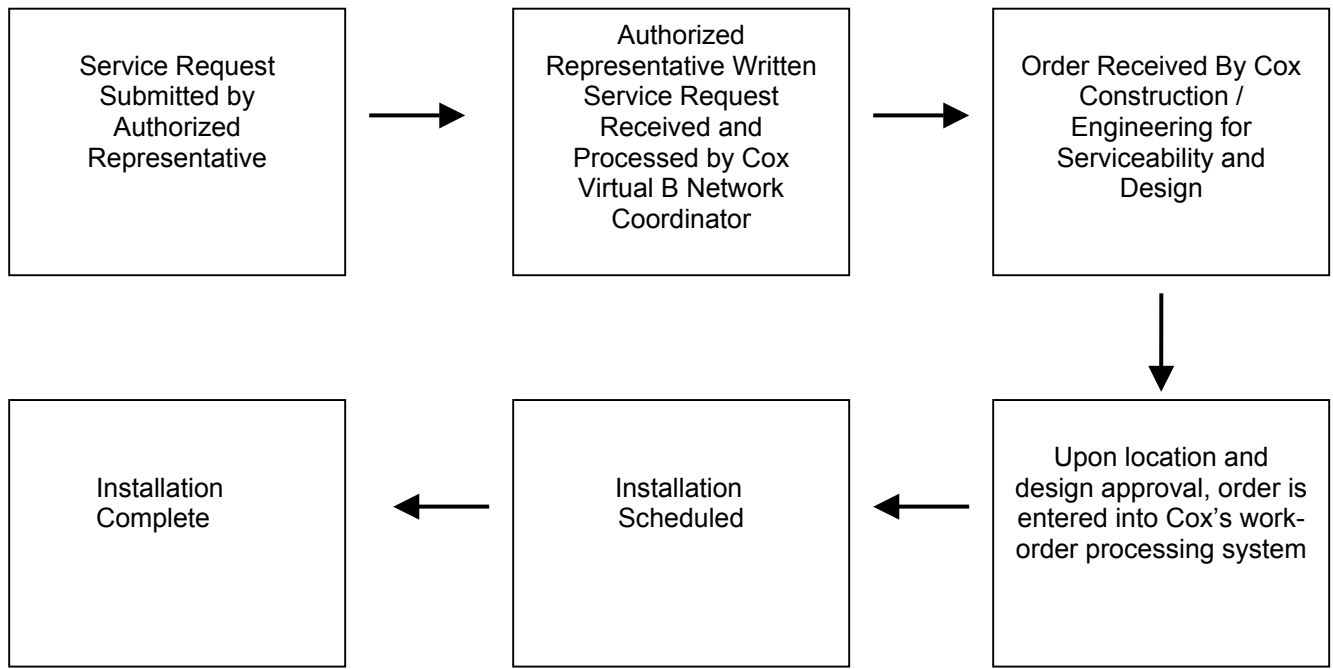 Service Request
Submitted by
Authorized
Representative
Authorized
Representative Written
Service Request
Received and
Processed by Cox
Virtual B Network
Coordinator
Order Received By Cox
Construction /
Engineering for
Serviceability and
Design
Upon location and
design approval, order is
entered into Cox’s work-
order processing system
Installation
Scheduled
Installation
Complete